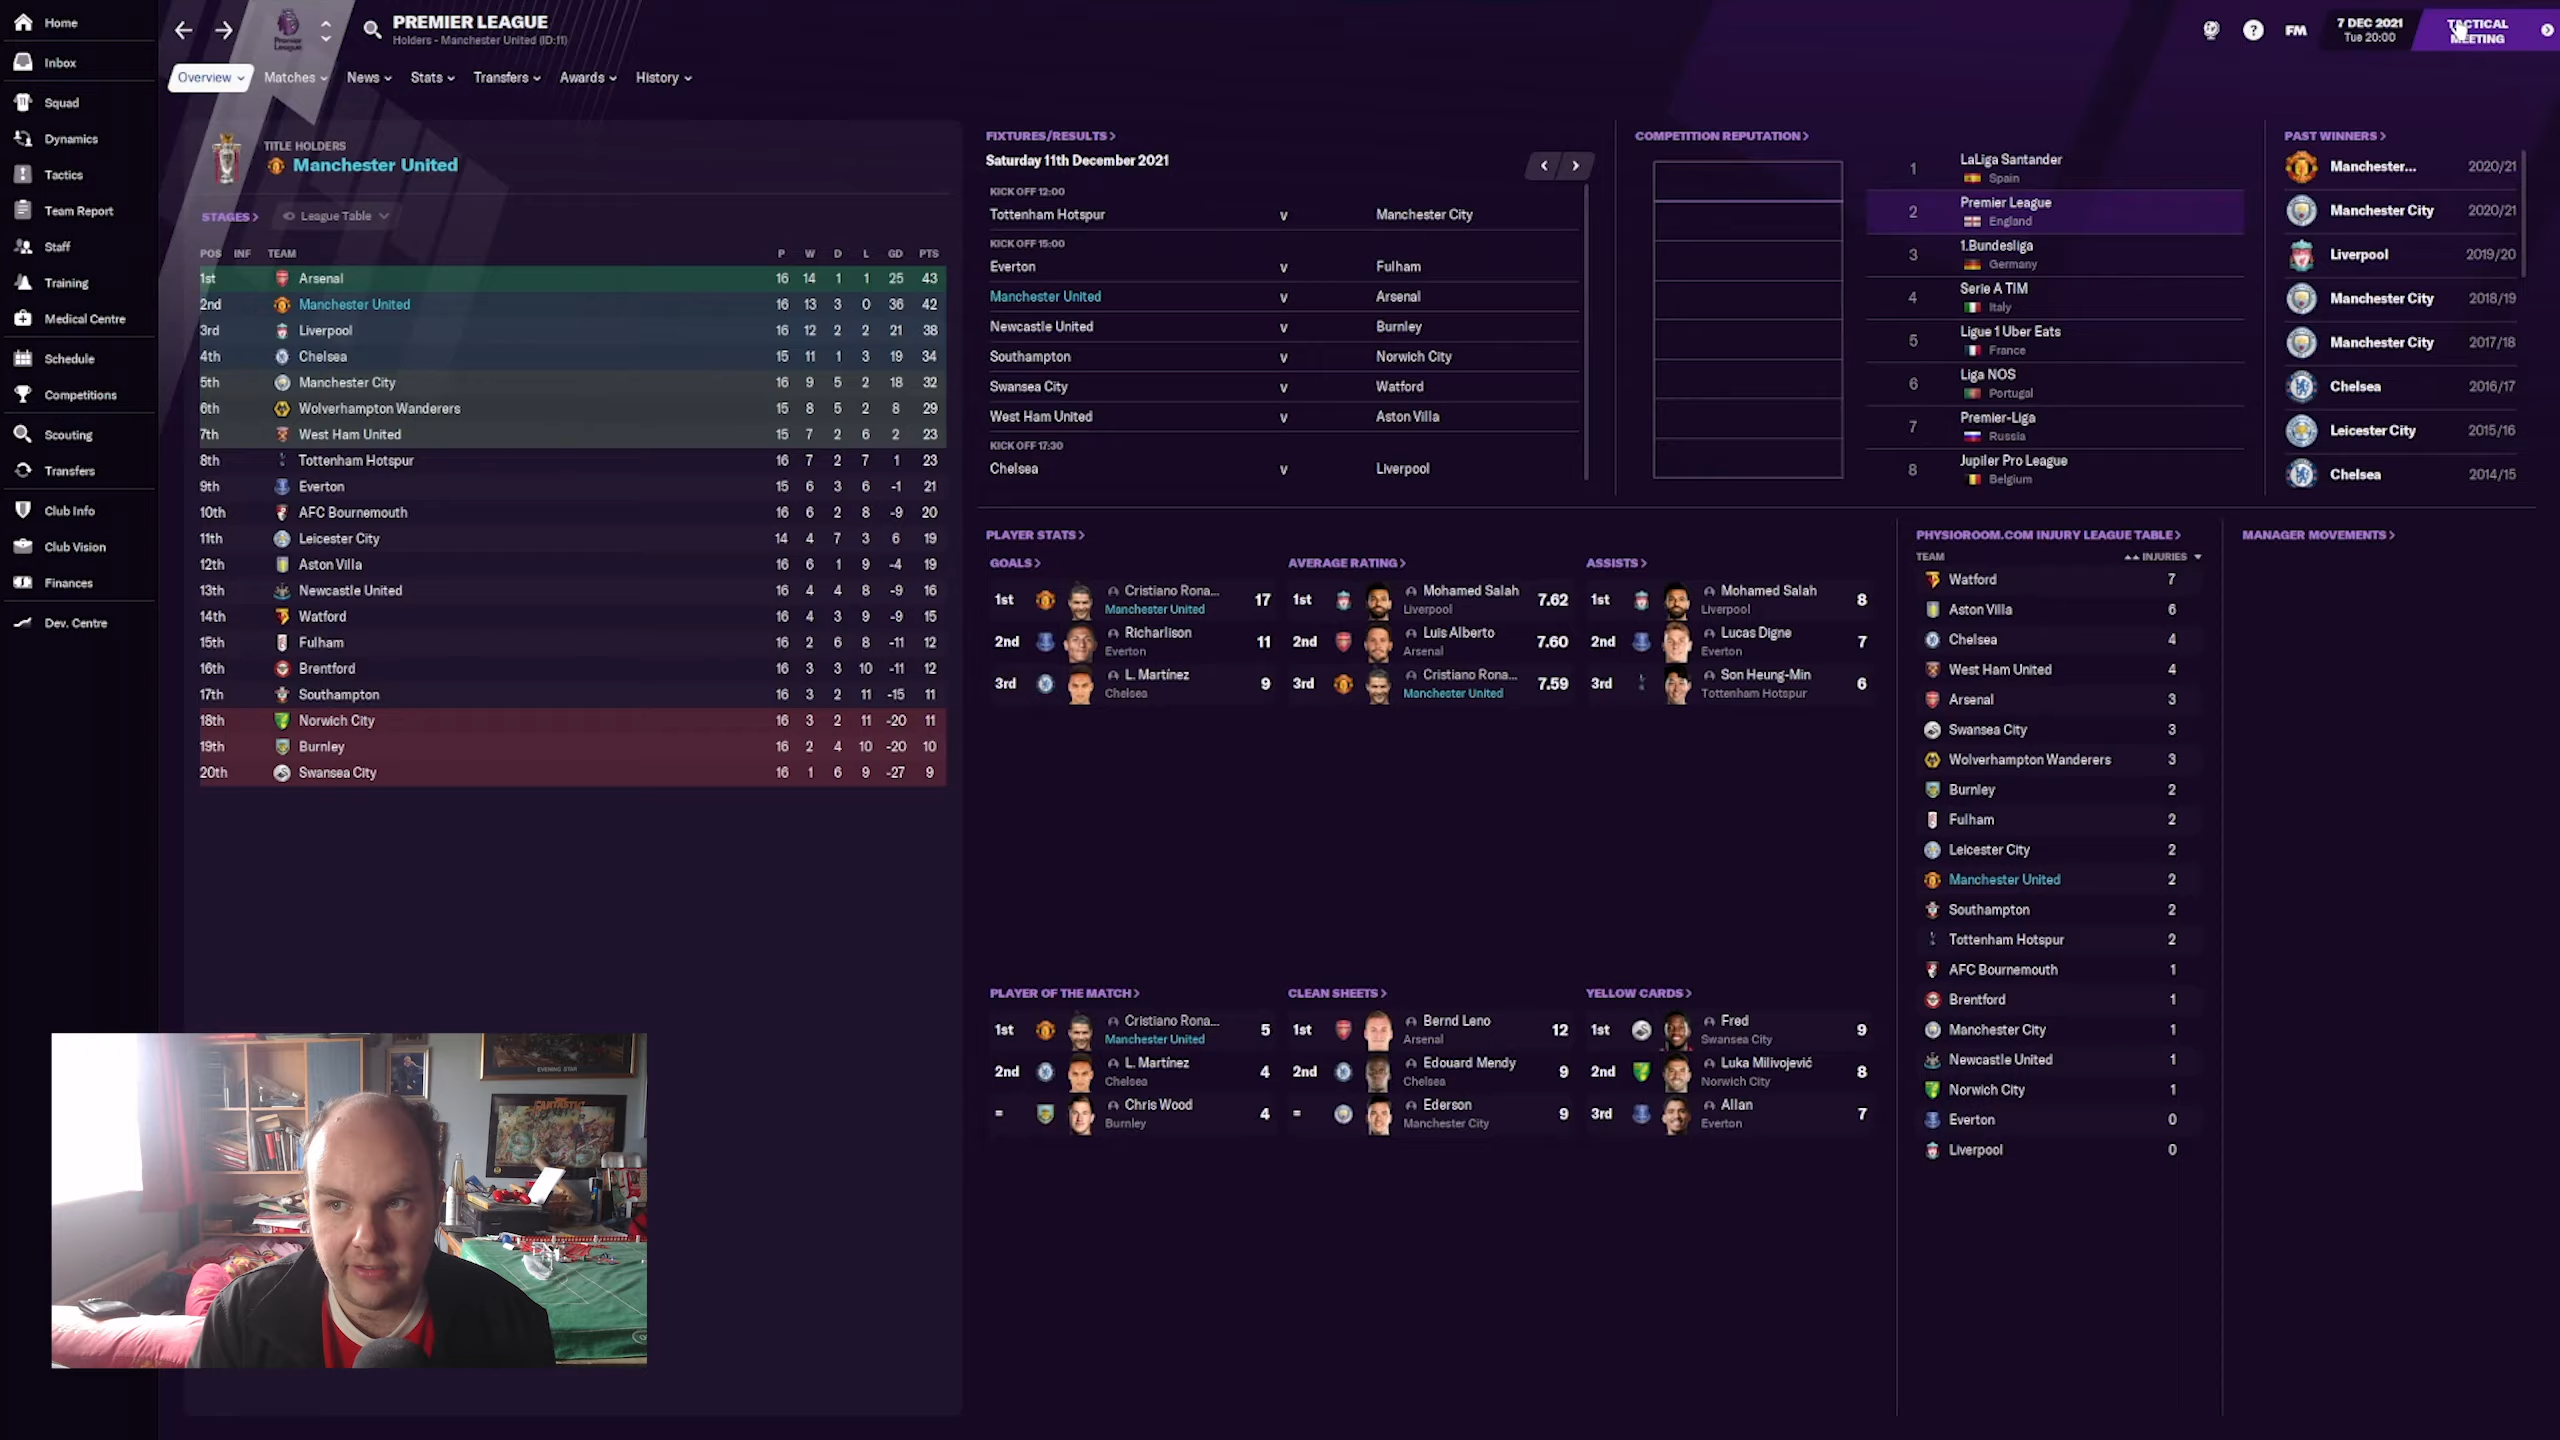 Home
Inbox
Squad
Dynamics
Tactics
Team Report
Staff
Training
Medical Centre
Schedule
Competitions
Scouting
Transfers
Club Info
Club Vision
Finances
Dev. Centre
Premier League
PREMIER LEAGUE
Holders - Manchester United (ID:11)
FM
7 DEC 2021
Tue 20:00
TACTICAL MEETING
Overview Matches News Stats Transfers Awards History
TITLE HOLDERS
Manchester United
STAGES> League Table
POS INF TEAM P W D L GD PTS
1st Arsenal 16 14 1 1 25 43
2nd Manchester United 16 13 3 0 36 42
3rd Liverpool 16 12 2 2 21 38
4th Chelsea 15 11 1 3 19 34
5th Manchester City 16 9 5 2 18 32
6th Wolverhampton Wanderers 15 8 5 2 8 29
7th West Ham United 15 7 2 6 2 23
8th Tottenham Hotspur 16 7 2 7 1 23
9th Everton 15 6 3 6 -1 21
10th AFC Bournemouth 16 6 2 8 -9 20
11th Leicester City 14 4 7 3 6 19
12th Aston Villa 16 6 1 9 -4 19
13th Newcastle United 16 4 4 8 -9 16
14th Watford 16 4 3 9 -9 15
15th Fulham 16 2 6 8 -11 12
16th Brentford 16 3 3 10 -11 12
17th Southampton 16 3 2 11 -15 11
18th Norwich City 16 3 2 11 -20 11
19th Burnley 16 2 4 10 -20 10
20th Swansea City 16 1 6 9 -27 9
FIXTURES/RESULTS>
Saturday 11th December 2021
KICK OFF 12:00
Tottenham Hotspur v Manchester City
KICK OFF 15:00
Everton v Fulham
Manchester United v Arsenal
Newcastle United v Burnley
Southampton v Norwich City
Swansea City v Watford
West Ham United v Aston Villa
KICK OFF 17:30
Chelsea v Liverpool
COMPETITION REPUTATION>
1 LaLiga Santander
Spain
2 Premier League
England
3 1.Bundesliga
Germany
4 Serie A TIM
Italy
5 Ligue 1 Uber Eats
France
6 Liga NOS
Portugal
7 Premier-Liga
Russia
8 Jupiler Pro League
Belgium
PAST WINNERS>
Manchester... 2020/21
Manchester City 2020/21
Liverpool 2019/20
Manchester City 2018/19
Manchester City 2017/18
Chelsea 2016/17
Leicester City 2015/16
Chelsea 2014/15
PLAYER STATS>
GOALS>
1st Cristiano Rona... 17
Manchester United
2nd Richarlison 11
Everton
3rd L. Martínez 9
Chelsea
AVERAGE RATING>
1st Mohamed Salah 7.62
Liverpool
2nd Luis Alberto 7.60
Arsenal
3rd Cristiano Rona... 7.59
Manchester United
ASSISTS>
1st Mohamed Salah 8
Liverpool
2nd Lucas Digne 7
Everton
3rd Son Heung-Min 6
Tottenham Hotspur
PLAYER OF THE MATCH>
1st Cristiano Rona... 5
Manchester United
2nd L. Martínez 4
Chelsea
= Chris Wood 4
Burnley
CLEAN SHEETS>
1st Bernd Leno 12
Arsenal
2nd Edouard Mendy 9
Chelsea
= Ederson 9
Manchester City
YELLOW CARDS>
1st Fred 9
Swansea City
2nd Luka Milivojević 8
Norwich City
3rd Allan 7
Everton
PHYSIOROOM.COM INJURY LEAGUE TABLE>
TEAM INJURIES
Watford 7
Aston Villa 6
Chelsea 4
West Ham United 4
Arsenal 3
Swansea City 3
Wolverhampton Wanderers 3
Burnley 2
Fulham 2
Leicester City 2
Manchester United 2
Southampton 2
Tottenham Hotspur 2
AFC Bournemouth 1
Brentford 1
Manchester City 1
Newcastle United 1
Norwich City 1
Everton 0
Liverpool 0
MANAGER MOVEMENTS>
EVENING STAR
FANTASTIC